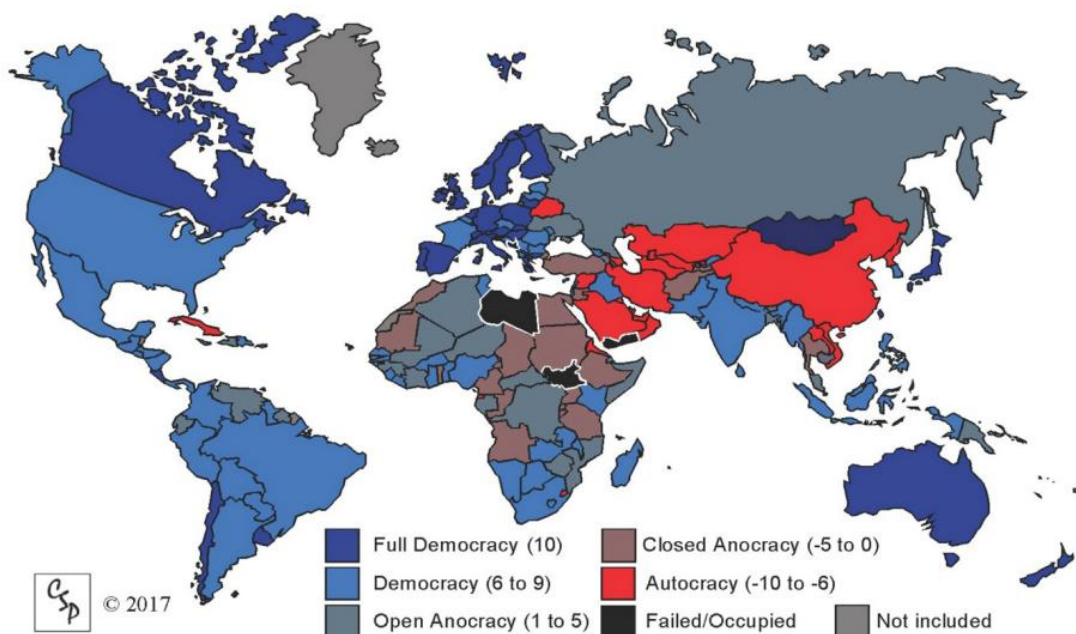 Full Democracy (10)
Closed Anocracy (-5 to 0)
Democracy (6 to 9)
Autocracy (-10 to -6)
CSP © 2017
Open Anocracy (1 to 5)
Failed/Occupied
Not included